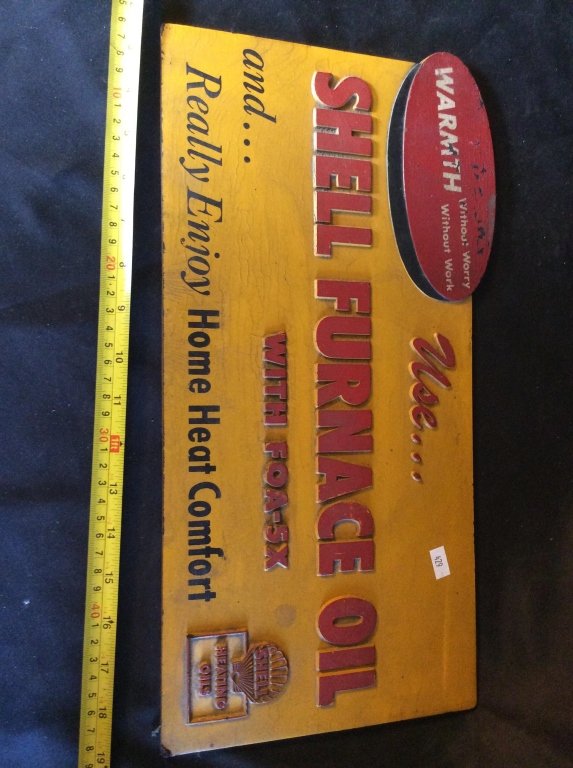 WARMTH
Without Worry
Without Work
Use...
SHELL FURNACE OIL
WITH FOA-5X
and...
Really Enjoy Home Heat Comfort
SHELL
HEATING
OILS
429